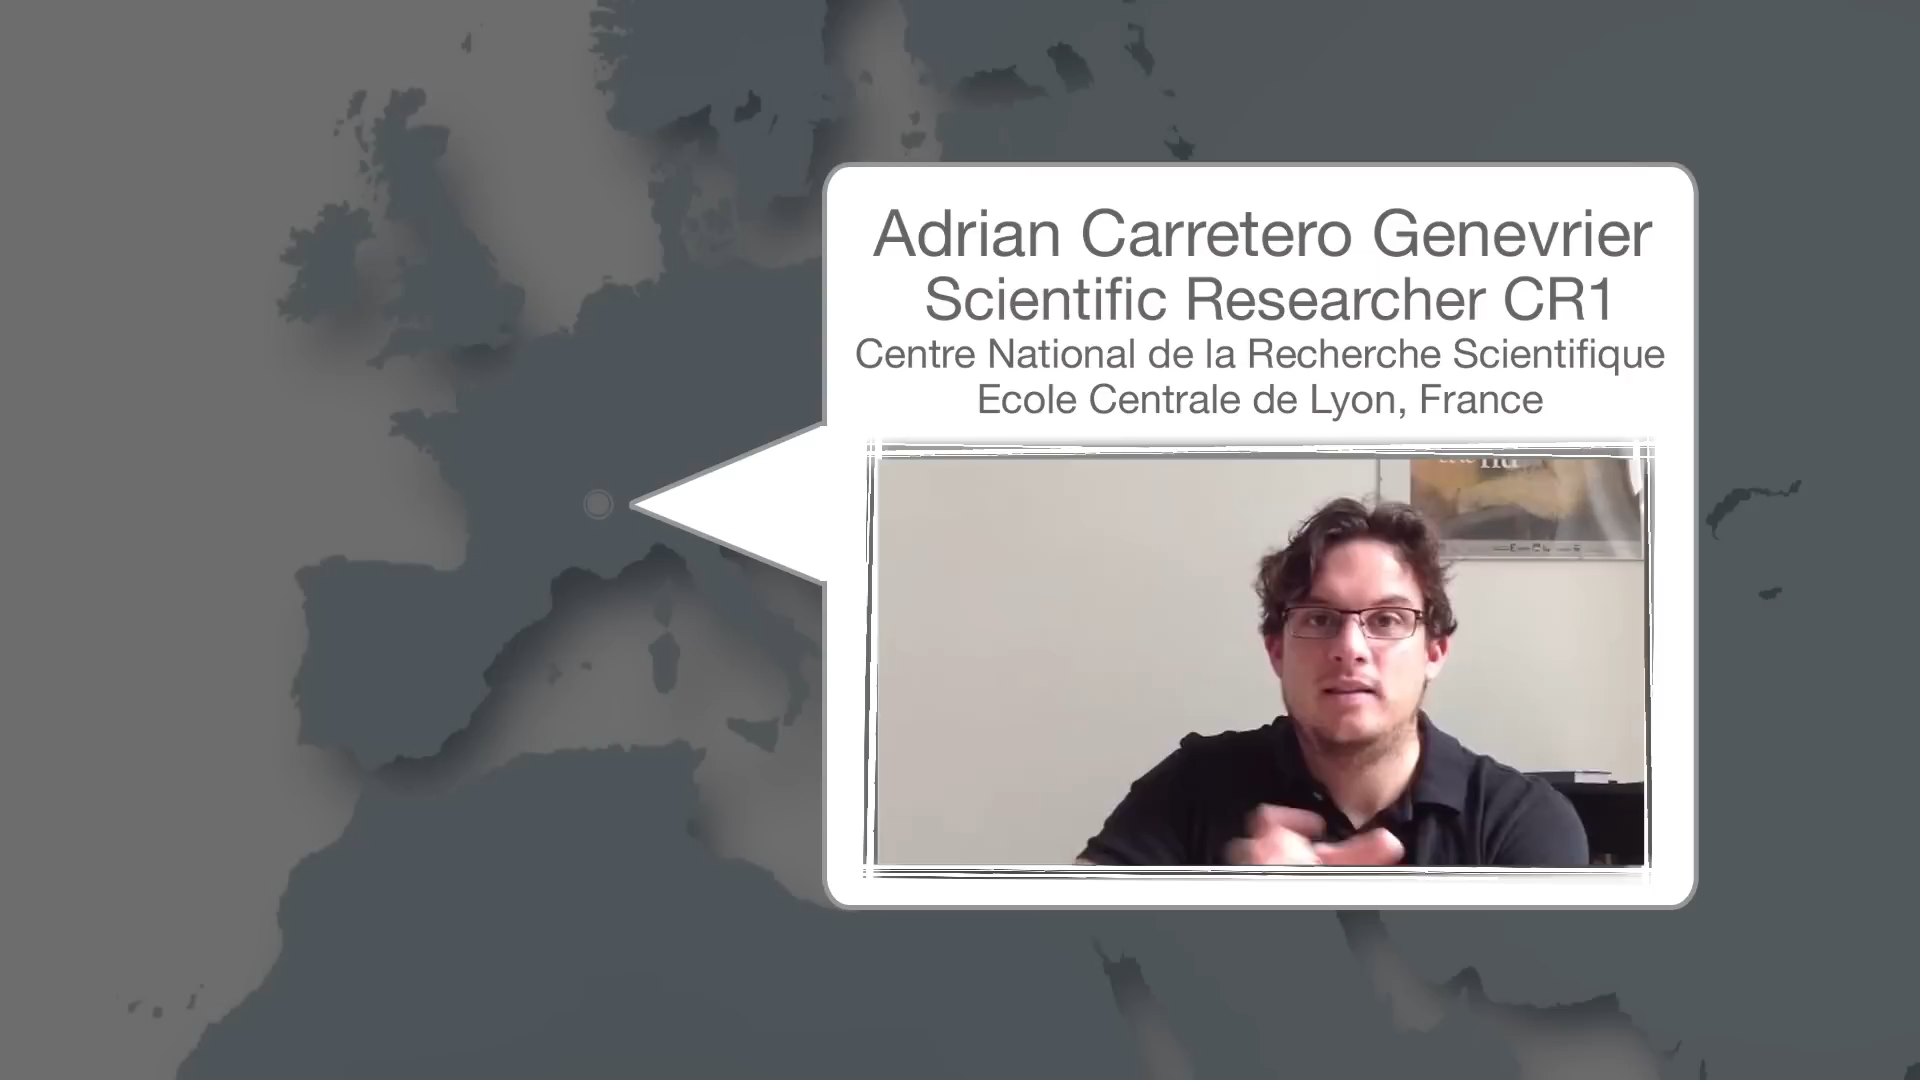 Adrian Carretero Genevrier
Scientific Researcher CR1
Centre National de la Recherche Scientifique
Ecole Centrale de Lyon, France